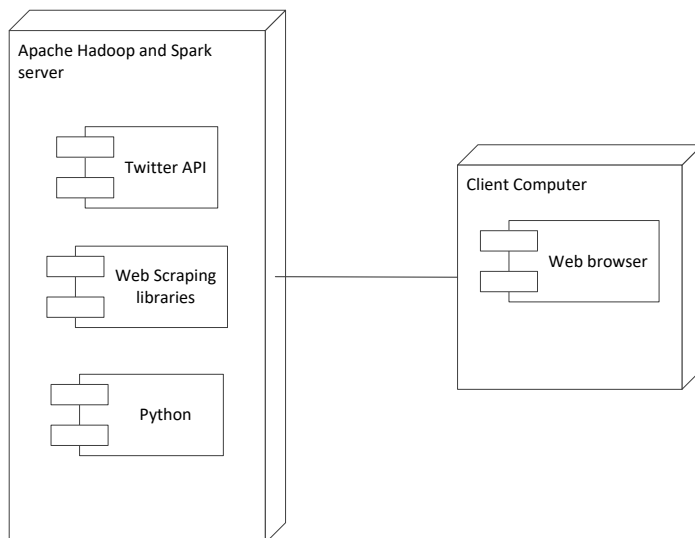 Apache Hadoop and Spark
server
Twitter API
Web Scraping
libraries
Python
Client Computer
Web browser